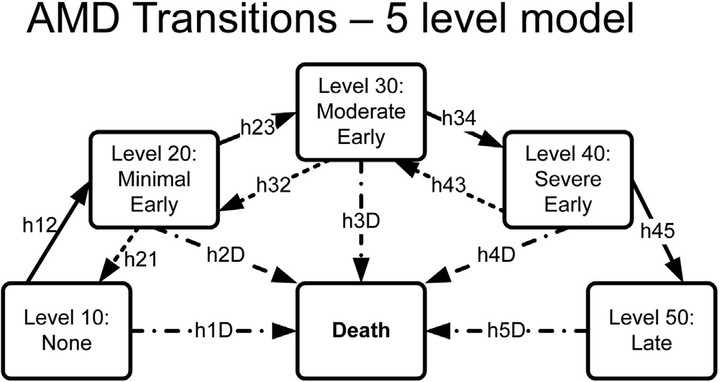 AMD Transitions – 5 level model
Level 30:
Moderate
Early
h23
h34
Level 20:
Minimal
Early
Level 40:
Severe
Early
h32
h43
h12
h3D
h45
h21
h2D
h4D
Level 10:
None
h1D
Death
h5D
Level 50:
Late